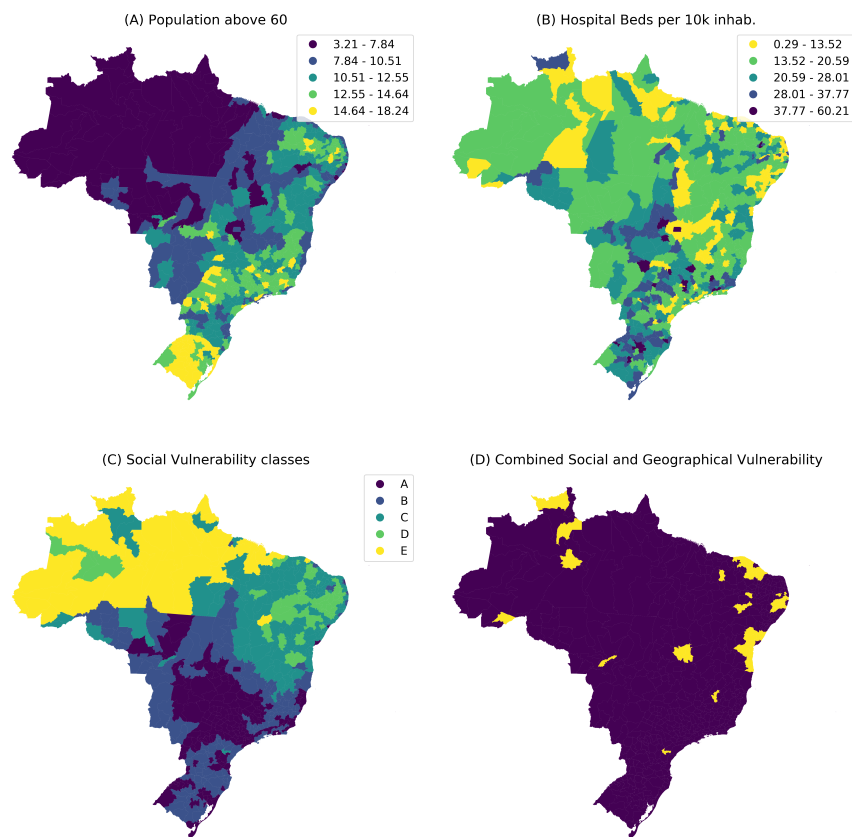 (A) Population above 60
3.21 - 7.84
7.84 - 10.51
10.51 - 12.55
12.55 - 14.64
14.64 - 18.24
(B) Hospital Beds per 10k inhab.
0.29 - 13.52
13.52 - 20.59
20.59 - 28.01
28.01 - 37.77
37.77 - 60.21
(C) Social Vulnerability classes
A
B
C
D
E
(D) Combined Social and Geographical Vulnerability